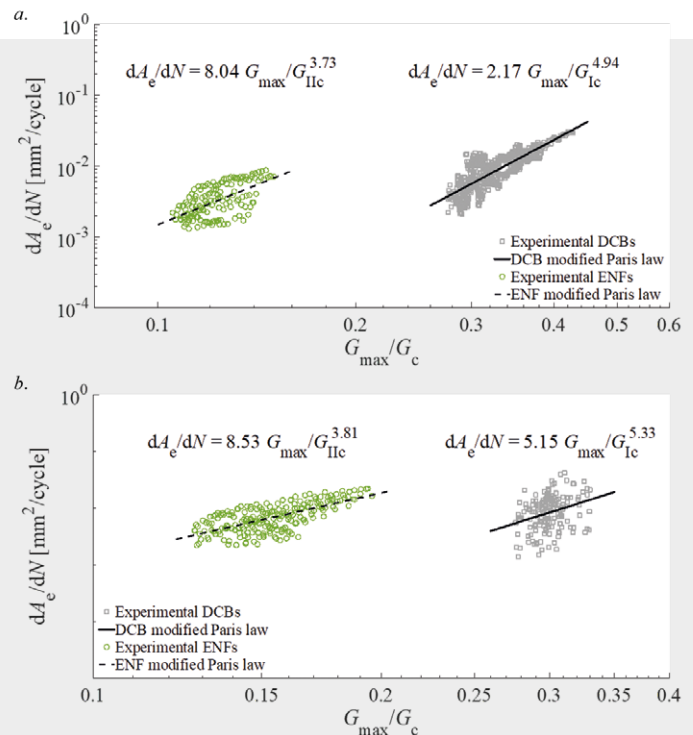 a.
10^0
dA_e/dN = 8.04 G_max/G_IIc^3.73
dA_e/dN = 2.17 G_max/G_Ic^4.94
10^-1
10^-2
10^-3
10^-4
dA_e/dN [mm^2/cycle]
Experimental DCBs
DCB modified Paris law
Experimental ENFs
ENF modified Paris law
0.1 0.2 0.3 0.4 0.5 0.6
G_max/G_c
b.
10^0
dA_e/dN = 8.53 G_max/G_IIc^3.81
dA_e/dN = 5.15 G_max/G_Ic^5.33
dA_e/dN [mm^2/cycle]
Experimental DCBs
DCB modified Paris law
Experimental ENFs
ENF modified Paris law
0.1 0.15 0.2 0.25 0.3 0.35 0.4
G_max/G_c